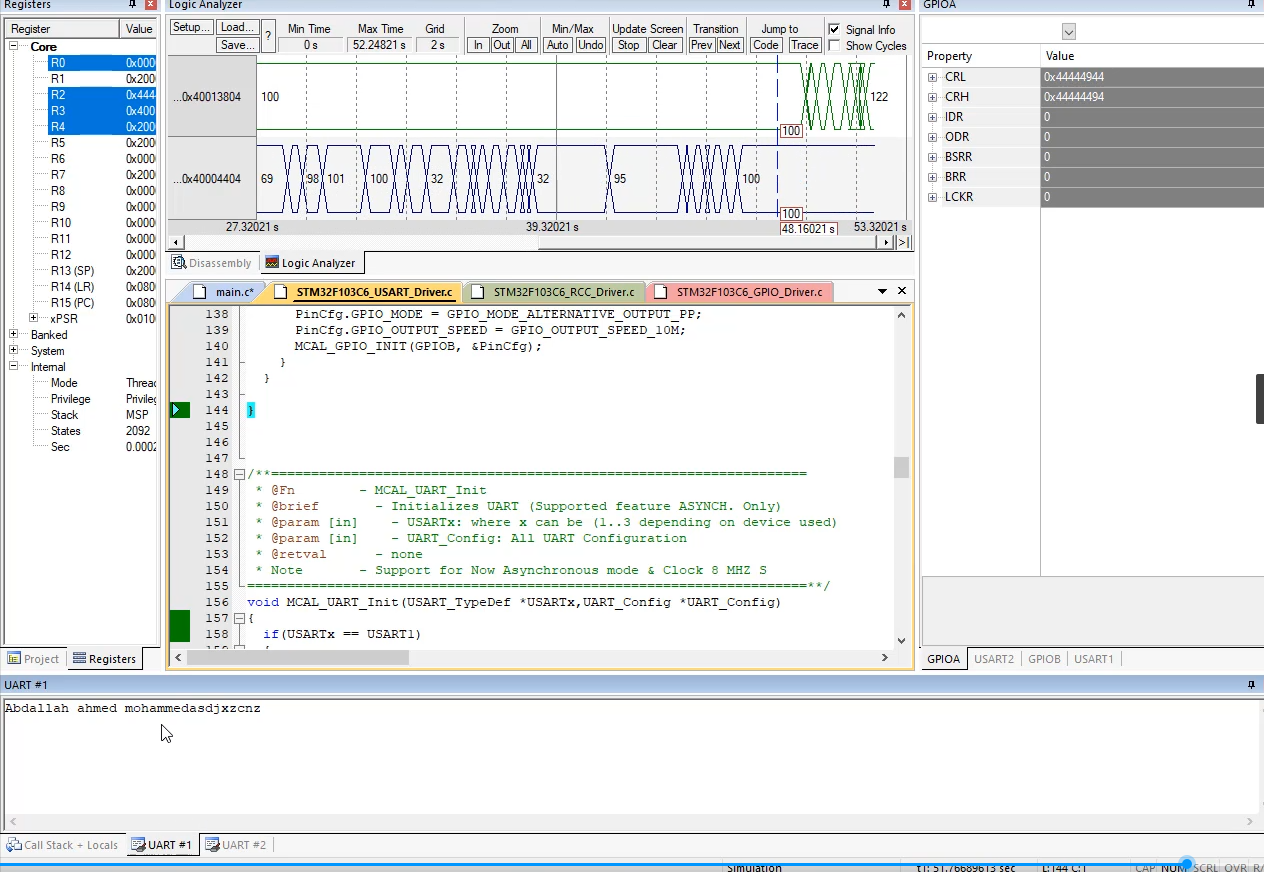 Registers
Register Value
Core
R0 0x000
R1 0x200
R2 0x444
R3 0x400
R4 0x200
R5 0x200
R6 0x000
R7 0x200
R8 0x000
R9 0x000
R10 0x000
R11 0x000
R12 0x000
R13 (SP) 0x200
R14 (LR) 0x080
R15 (PC) 0x080
xPSR 0x010
Banked
System
Internal
Mode Threac
Privilege Privileg
Stack MSP
States 2092
Sec 0.0002
Project Registers
Logic Analyzer
Setup... Load... Save... ?
Min Time Max Time Grid Zoom Min/Max Update Screen Transition Jump to Signal Info
0 s 52.24821 s 2 s In Out All Auto Undo Stop Clear Prev Next Code Trace Show Cycles
...0x40013804 100 122
100
...0x40004404 69 98 101 100 32 32 95 100
100
27.32021 s 39.32021 s 48.16021 s 53.32021 s
Disassembly Logic Analyzer
main.c* STM32F103C6_USART_Driver.c STM32F103C6_RCC_Driver.c STM32F103C6_GPIO_Driver.c
138 PinCfg.GPIO_MODE = GPIO_MODE_ALTERNATIVE_OUTPUT_PP;
139 PinCfg.GPIO_OUTPUT_SPEED = GPIO_OUTPUT_SPEED_10M;
140 MCAL_GPIO_INIT(GPIOB, &PinCfg);
141 }
142 }
143
144 }
145
146
147
148 /**======================================================================
149 * @Fn - MCAL_UART_Init
150 * @brief - Initializes UART (Supported feature ASYNCH. Only)
151 * @param [in] - USARTx: where x can be (1..3 depending on device used)
152 * @param [in] - UART_Config: All UART Configuration
153 * @retval - none
154 * Note - Support for Now Asynchronous mode & Clock 8 MHZ S
155 ======================================================================**/
156 void MCAL_UART_Init(USART_TypeDef *USARTx,UART_Config *UART_Config)
157 {
158 if(USARTx == USART1)
GPIOA
Property Value
CRL 0x44444944
CRH 0x44444494
IDR 0
ODR 0
BSRR 0
BRR 0
LCKR 0
GPIOA USART2 GPIOB USART1
UART #1
Abdallah ahmed mohammedasdjxzcnz
Call Stack + Locals UART #1 UART #2
Simulation t1: 51.76689613 sec L:144 C:1 CAP NUM SCRL OVR R/